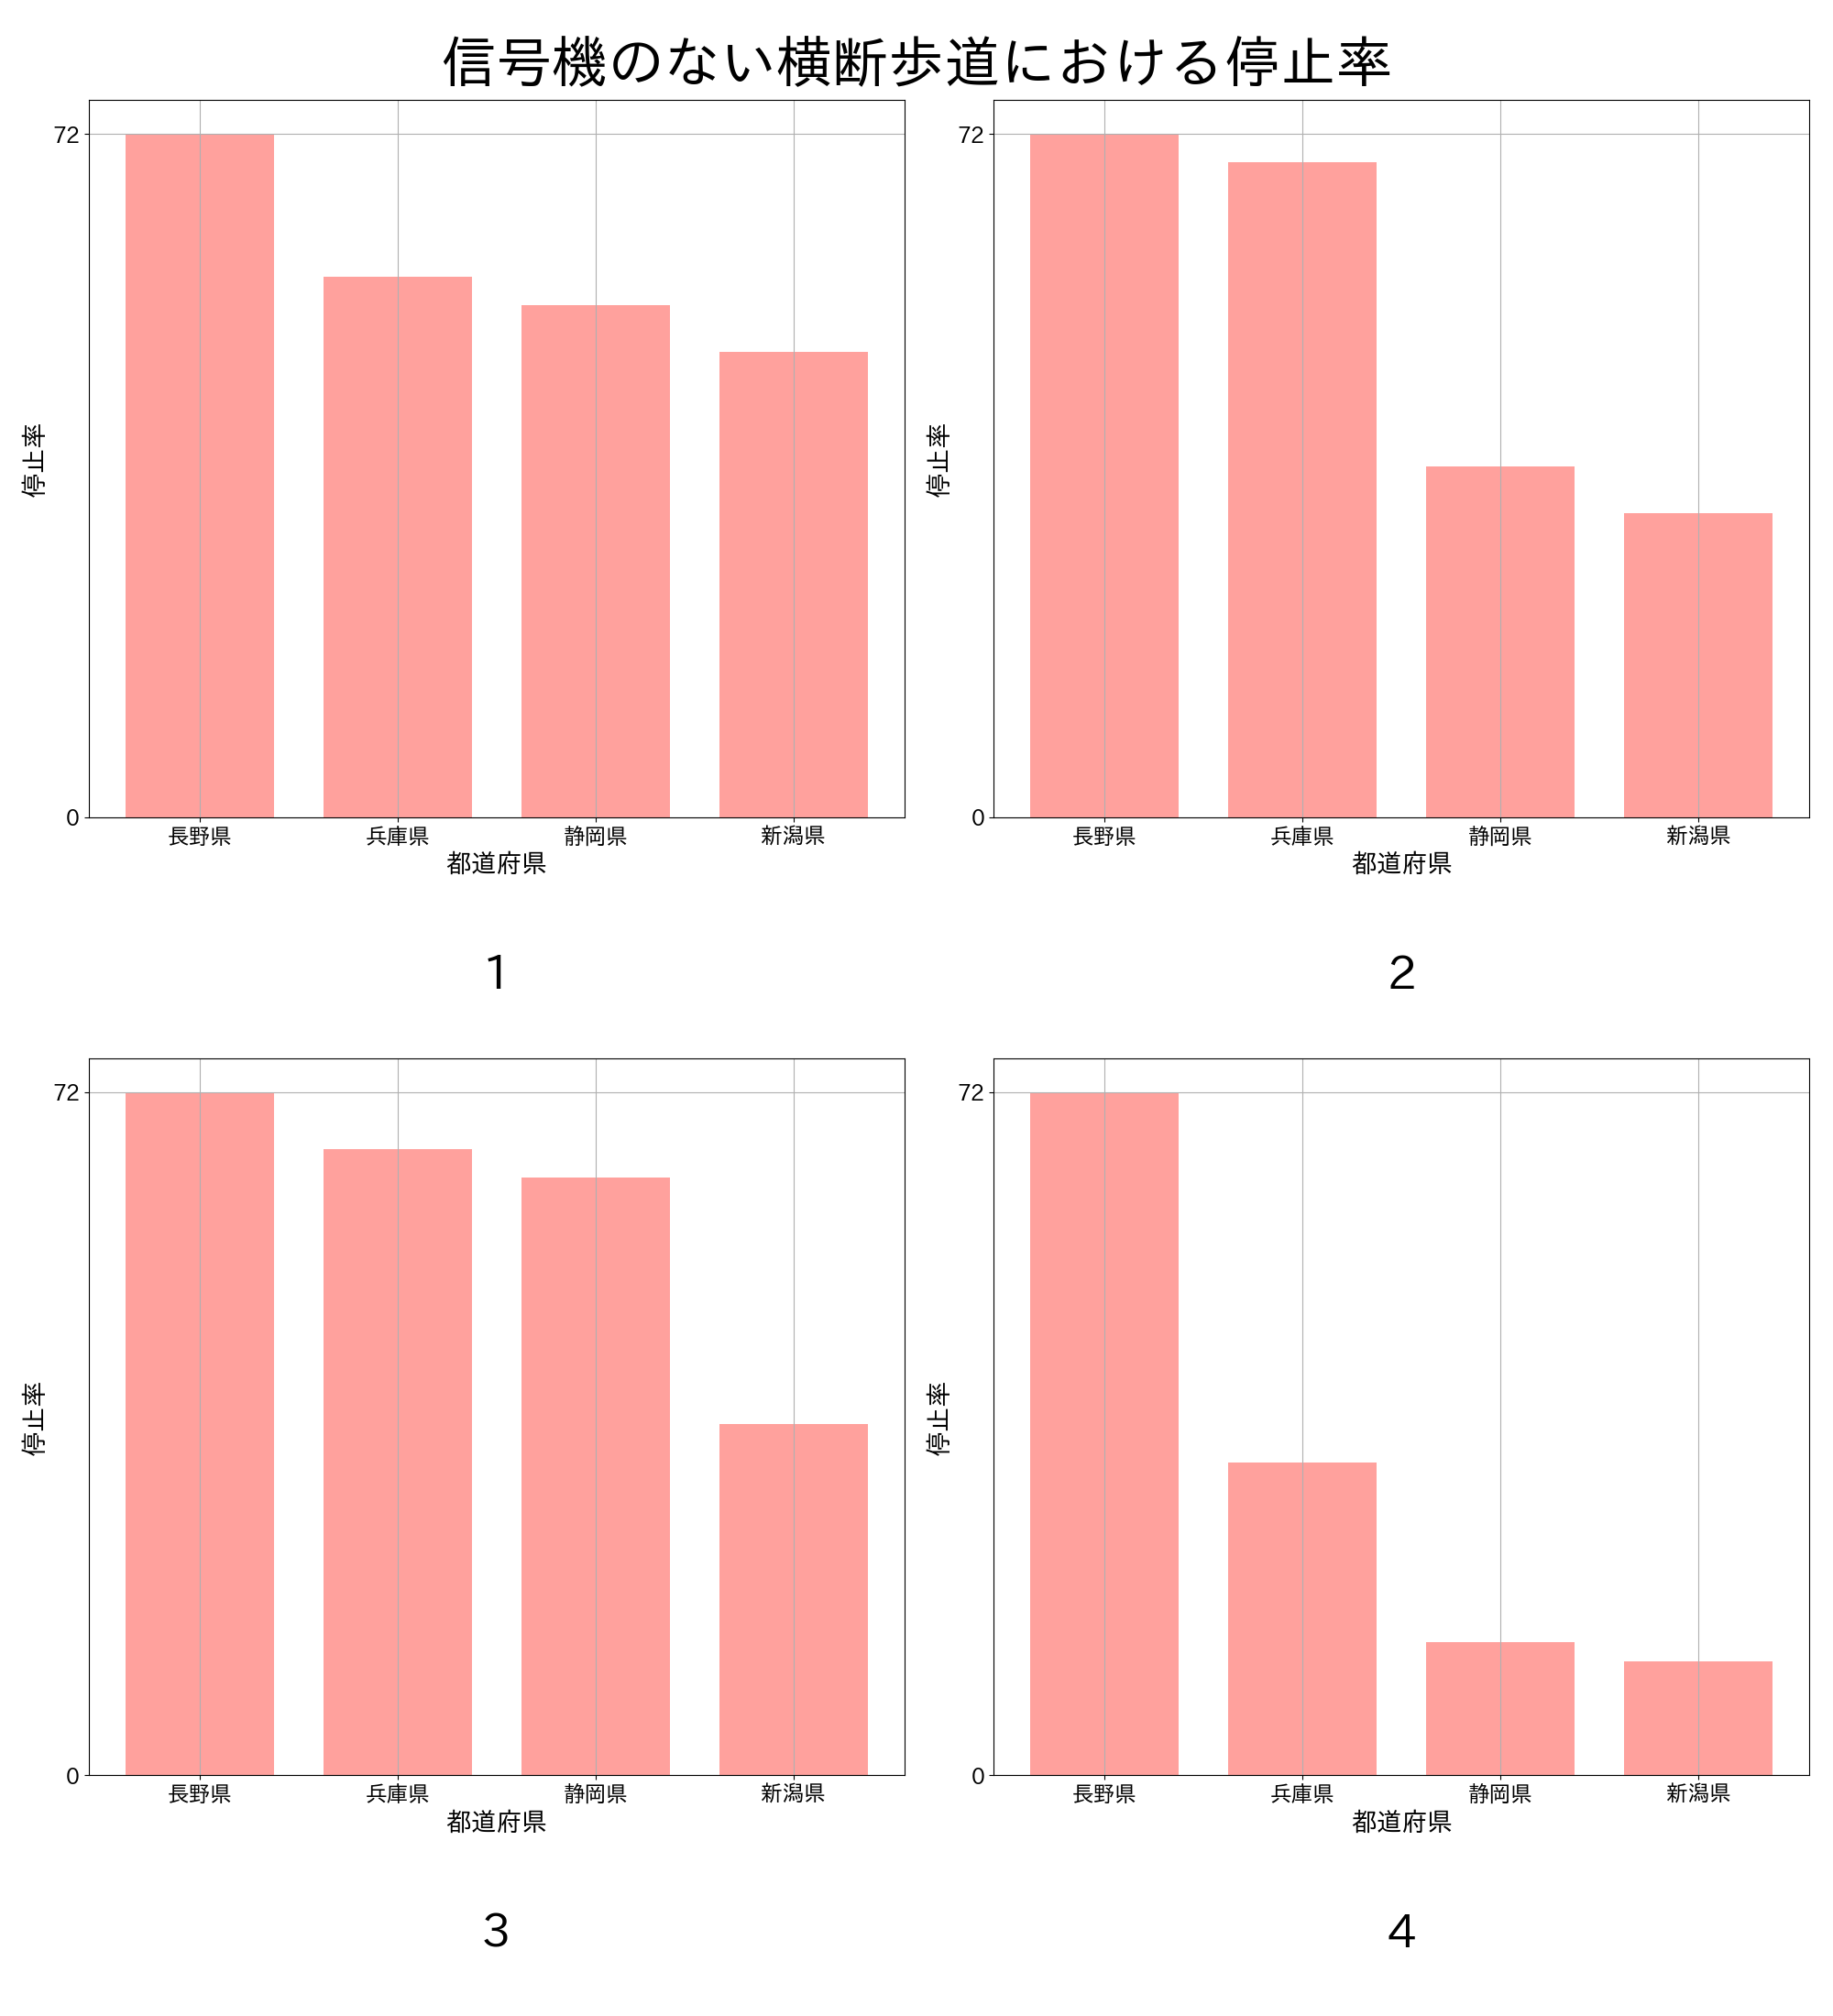 信号機のない横断歩道における停止率
72
0
停止率
長野県 兵庫県 静岡県 新潟県
都道府県
1
72
0
停止率
長野県 兵庫県 静岡県 新潟県
都道府県
2
72
0
停止率
長野県 兵庫県 静岡県 新潟県
都道府県
3
72
0
停止率
長野県 兵庫県 静岡県 新潟県
都道府県
4